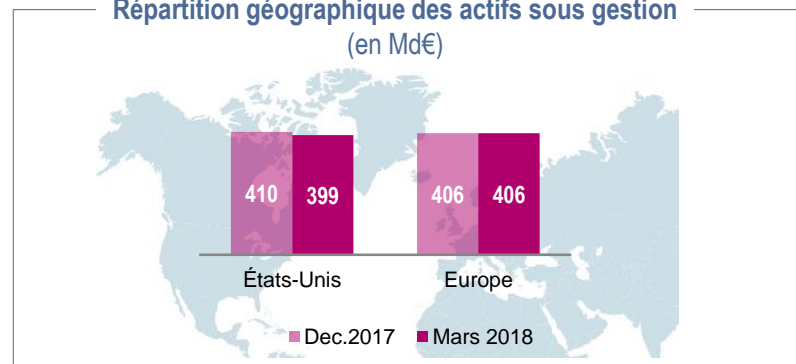 Répartition géographique des actifs sous gestion
(en Md€)
410 399 406 406
États-Unis Europe
Dec.2017 Mars 2018